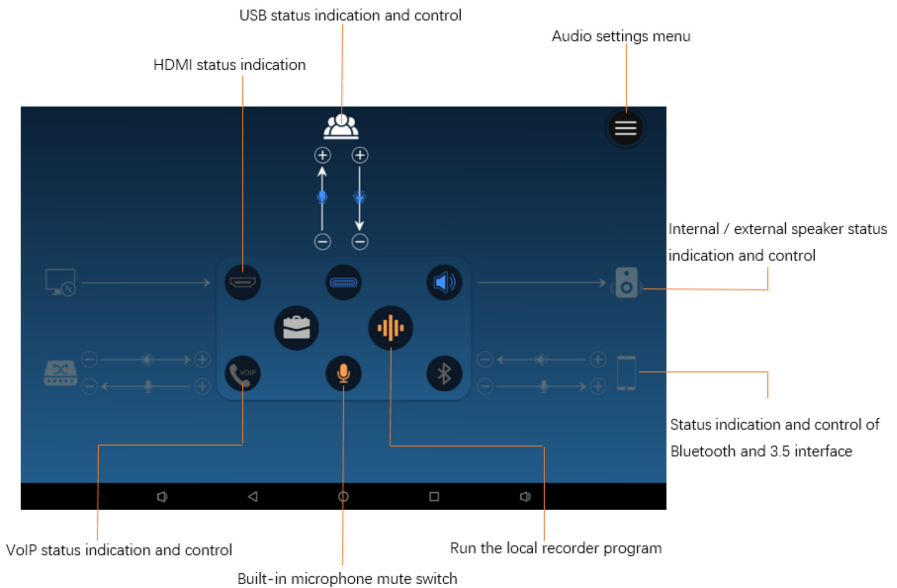 USB status indication and control
Audio settings menu
HDMI status indication
Internal / external speaker status
indication and control
VOIP
Status indication and control of
Bluetooth and 3.5 interface
VoIP status indication and control
Run the local recorder program
Built-in microphone mute switch